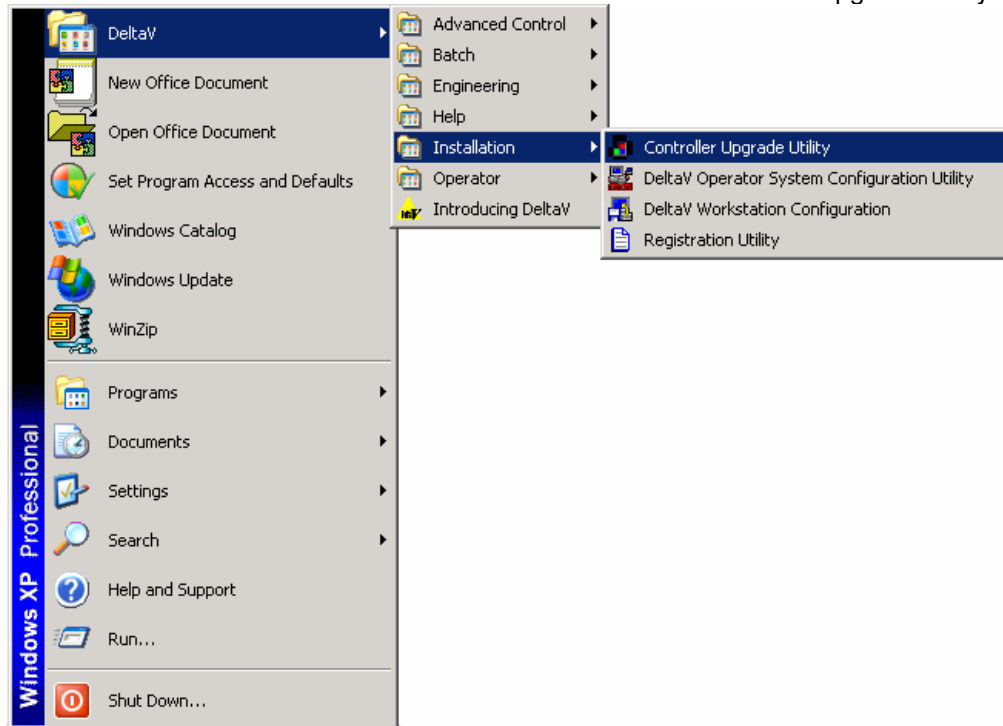 DeltaV
New Office Document
Open Office Document
Set Program Access and Defaults
Windows Catalog
Windows Update
WinZip
Programs
Documents
Settings
Search
Help and Support
Run...
Shut Down...
Windows XP Professional
Advanced Control
Batch
Engineering
Help
Installation
Operator
Introducing DeltaV
Controller Upgrade Utility
DeltaV Operator System Configuration Utility
DeltaV Workstation Configuration
Registration Utility